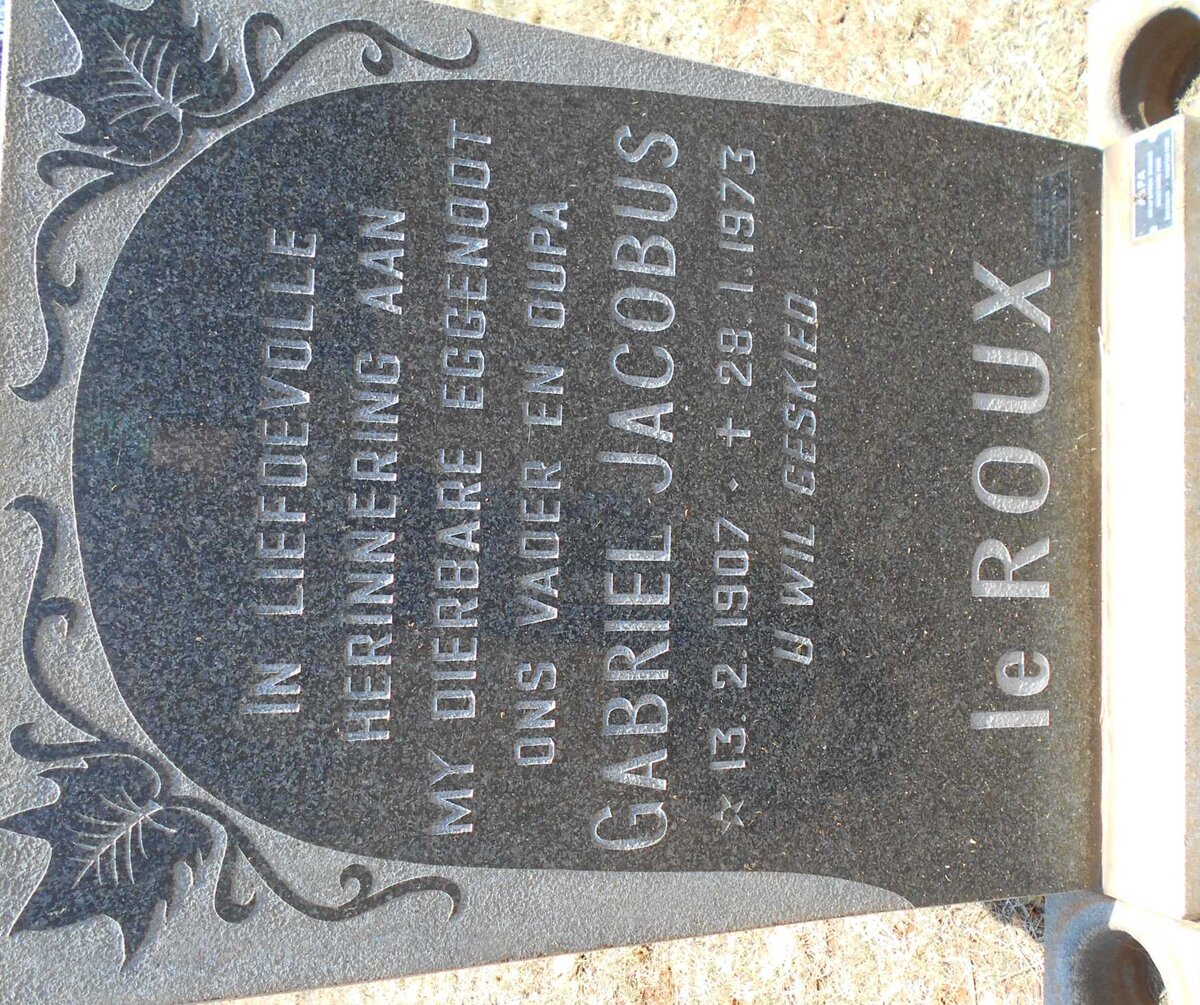 IN LIEFDEVOLLE
HERINNERING AAN
MY DIERBARE EGGENOOT
ONS VADER EN OUPA
GABRIEL JACOBUS
☆ 13.2.1907 · † 28.1.1973
U WIL GESKIED.
le ROUX